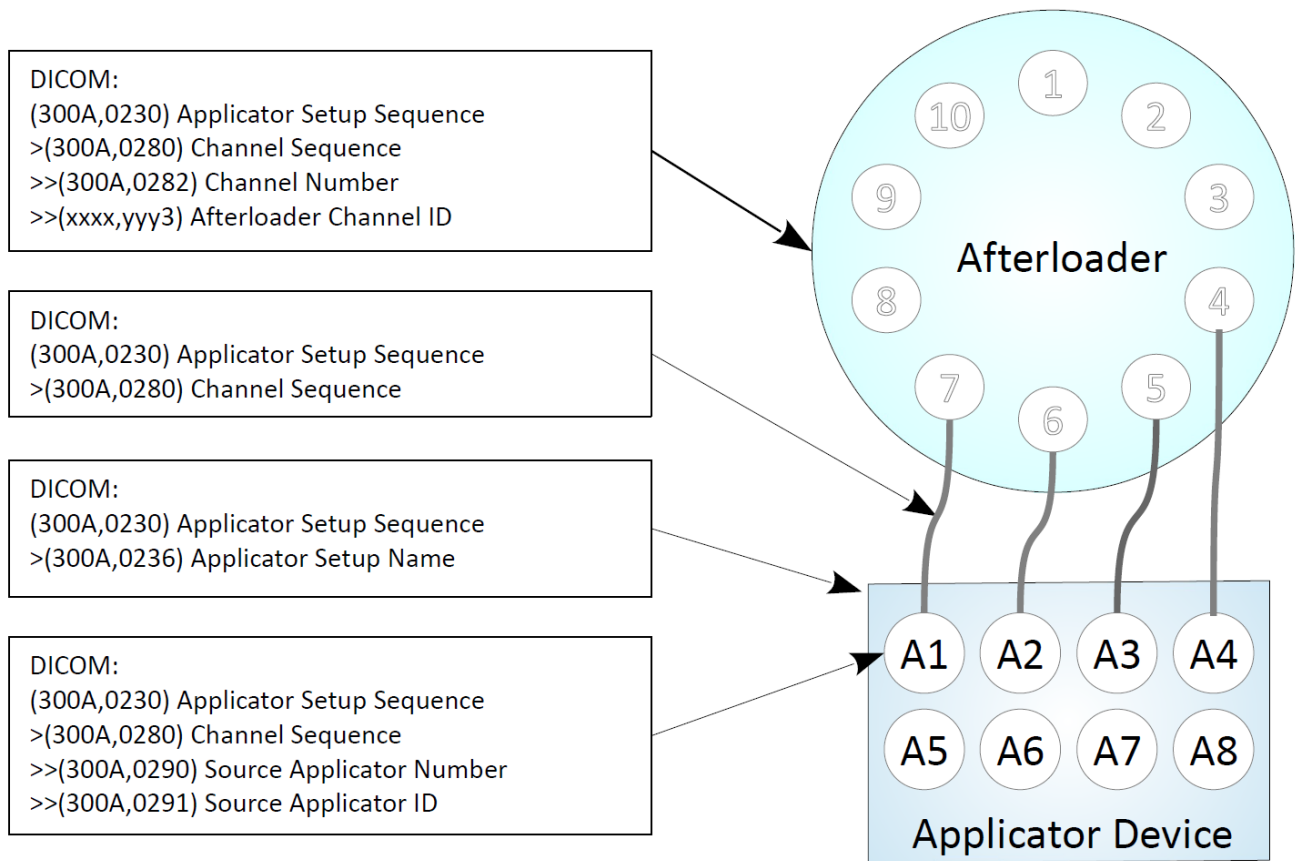 DICOM:
(300A,0230) Applicator Setup Sequence
>(300A,0280) Channel Sequence
>>(300A,0282) Channel Number
>>(xxxx,yyy3) Afterloader Channel ID
DICOM:
(300A,0230) Applicator Setup Sequence
>(300A,0280) Channel Sequence
DICOM:
(300A,0230) Applicator Setup Sequence
>(300A,0236) Applicator Setup Name
DICOM:
(300A,0230) Applicator Setup Sequence
>(300A,0280) Channel Sequence
>>(300A,0290) Source Applicator Number
>>(300A,0291) Source Applicator ID
1
10 2
9 3
Afterloader
8 4
7 5
6
A1 A2 A3 A4
A5 A6 A7 A8
Applicator Device